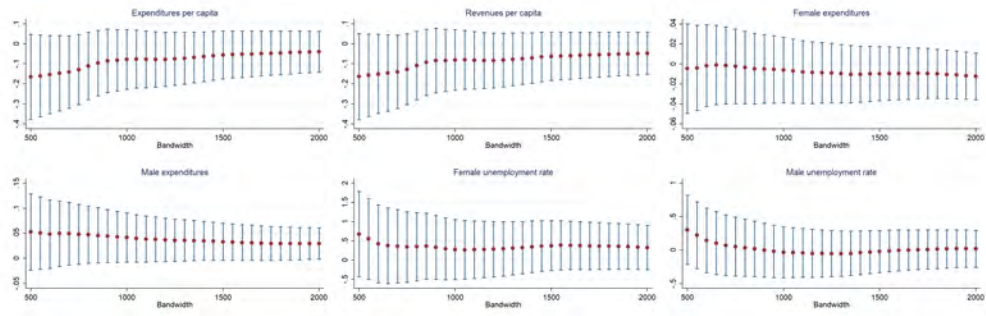 Expenditures per capita
.1
0
-.1
-.2
-.3
-.4
500 1000 1500 2000
Bandwidth
Revenues per capita
.1
0
-.1
-.2
-.3
-.4
500 1000 1500 2000
Bandwidth
Female expenditures
.04
.02
0
-.02
-.04
-.06
500 1000 1500 2000
Bandwidth
Male expenditures
.15
.1
.05
0
-.05
500 1000 1500 2000
Bandwidth
Female unemployment rate
2
1.5
1
.5
0
-.5
500 1000 1500 2000
Bandwidth
Male unemployment rate
1
.5
0
-.5
500 1000 1500 2000
Bandwidth